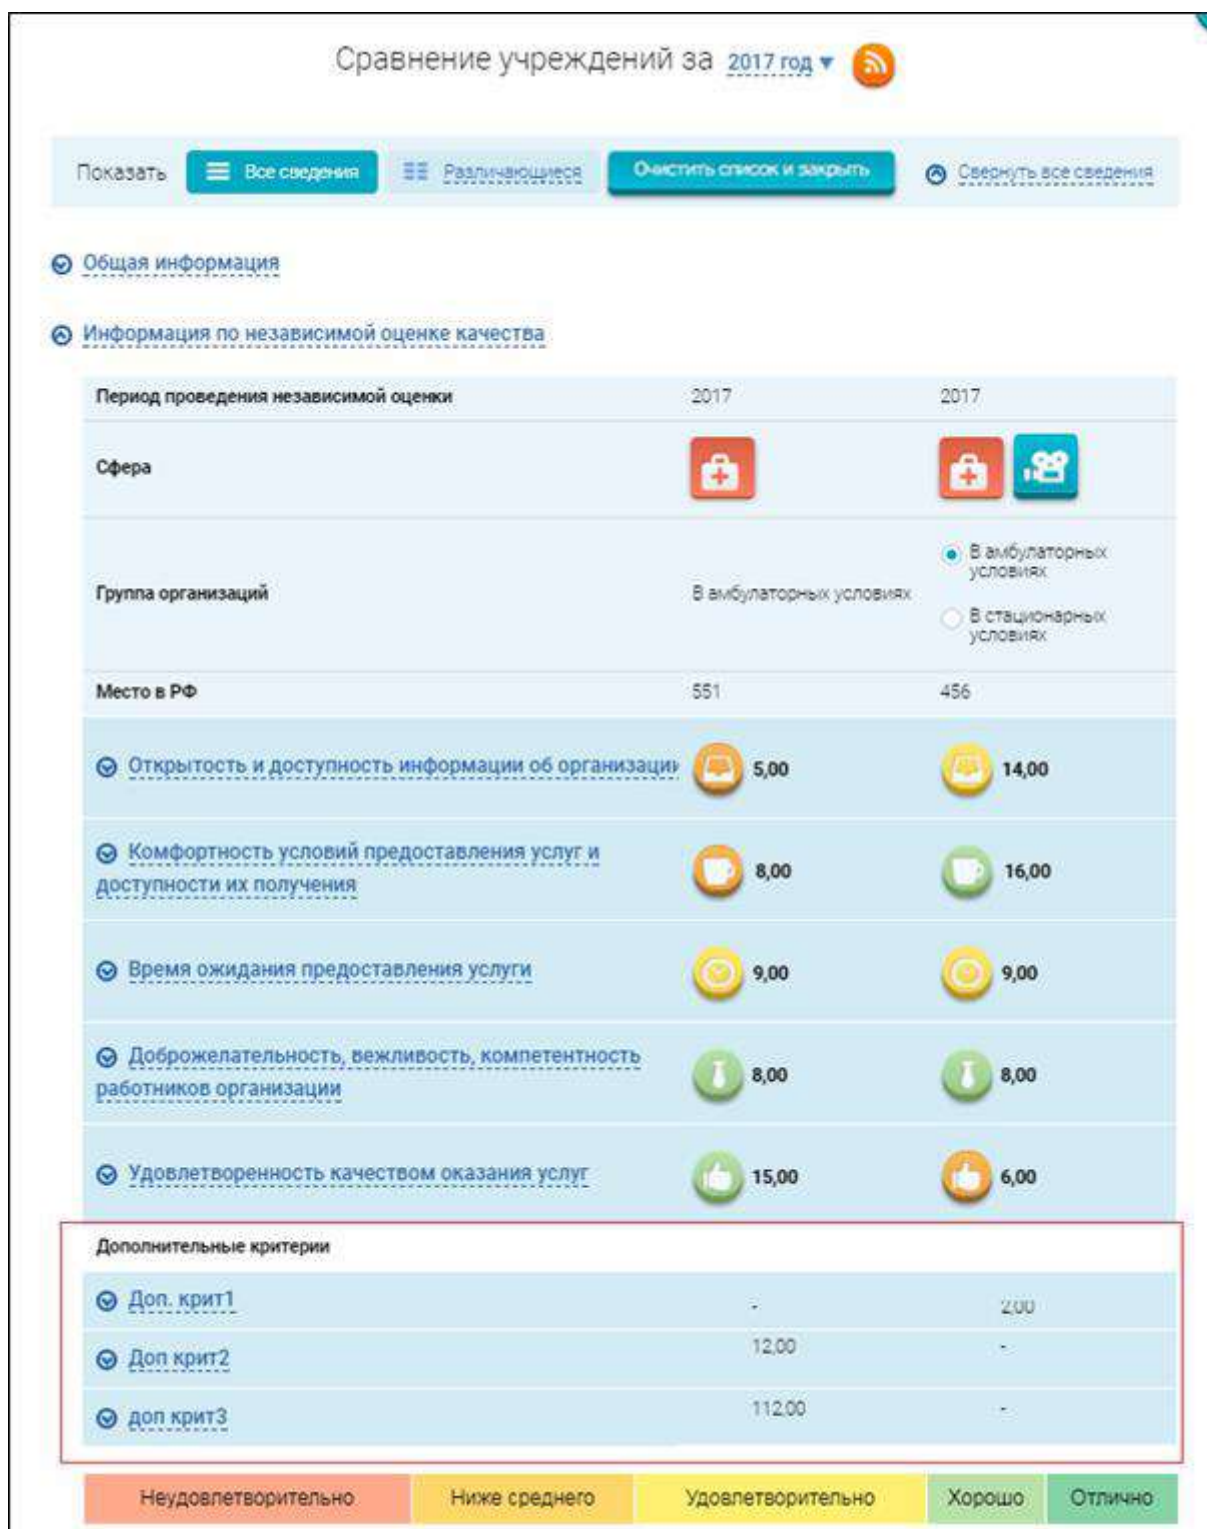 Сравнение учреждений за 2017 год
Показать Все сведения Различающиеся Очистить список и закрыть Свернуть все сведения
Общая информация
Информация по независимой оценке качества
Период проведения независимой оценки 2017 2017
Сфера
Группа организаций В амбулаторных условиях В амбулаторных
условиях
В стационарных
условиях
Место в РФ 551 456
Открытость и доступность информации об организации 5,00 14,00
Комфортность условий предоставления услуг и
доступности их получения 8,00 16,00
Время ожидания предоставления услуги 9,00 9,00
Доброжелательность, вежливость, компетентность
работников организации 8,00 8,00
Удовлетворенность качеством оказания услуг 15,00 6,00
Дополнительные критерии
Доп. крит1 - 2,00
Доп крит2 12,00 -
доп крит3 112,00 -
Неудовлетворительно Ниже среднего Удовлетворительно Хорошо Отлично